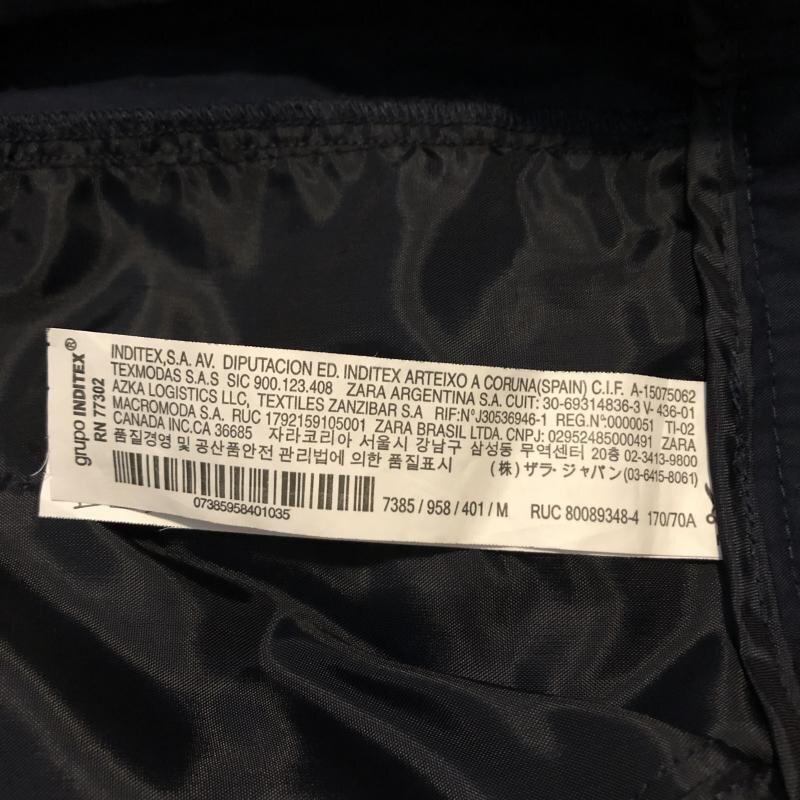 grupo INDITEX®
RN 77302
INDITEX,S.A. AV. DIPUTACION ED. INDITEX ARTEIXO A CORUNA(SPAIN) C.I.F. A-15075062
TEXMODAS S.A.S SIC 900.123.408 ZARA ARGENTINA S.A. CUIT: 30-69314836-3 V- 436-01
AZKA LOGISTICS LLC, TEXTILES ZANZIBAR S.A RIF:N°J30536946-1 REG.N°:0000051 TI-02
MACROMODA S.A. RUC 1792159105001 ZARA BRASIL LTDA. CNPJ: 02952485000491 ZARA
CANADA INC.CA 36685 자라코리아 서울시 강남구 삼성동 무역센터 20층 02-3413-9800
품질경영 및 공산품안전 관리법에 의한 품질표시 (株) ザラ・ジャパン (03-6415-8061)
07385958401035
7385 / 958 / 401 / M RUC 80089348-4 170/70A